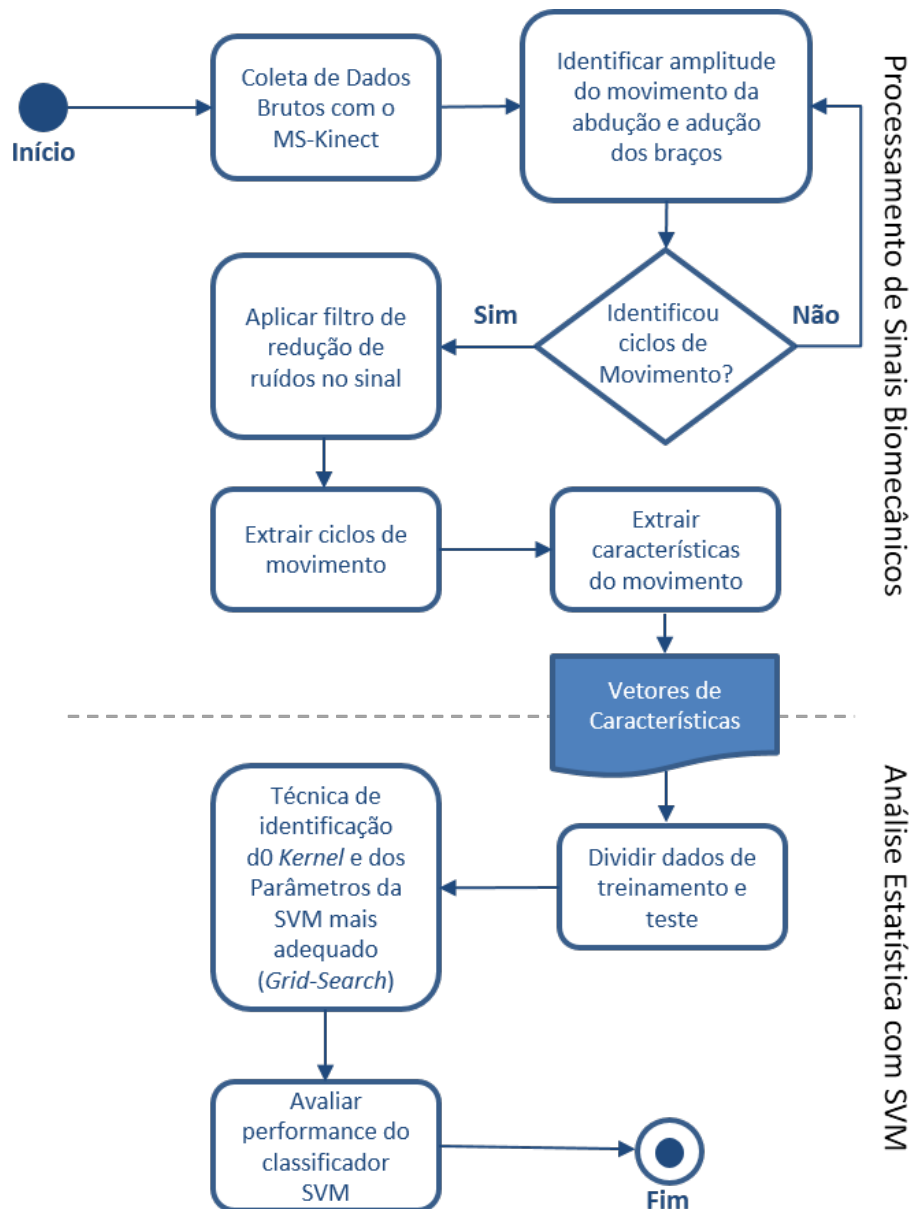 Início
Coleta de Dados
Brutos com o
MS-Kinect
Identificar amplitude
do movimento da
abdução e adução
dos braços
Identificou
ciclos de
Movimento?
Sim
Não
Aplicar filtro de
redução de
ruídos no sinal
Extrair ciclos de
movimento
Extrair
características
do movimento
Vetores de
Características
Processamento de Sinais Biomecânicos
Dividir dados de
treinamento e
teste
Técnica de
identificação
d0 Kernel e dos
Parâmetros da
SVM mais
adequado
(Grid-Search)
Avaliar
performance do
classificador
SVM
Fim
Análise Estatística com SVM